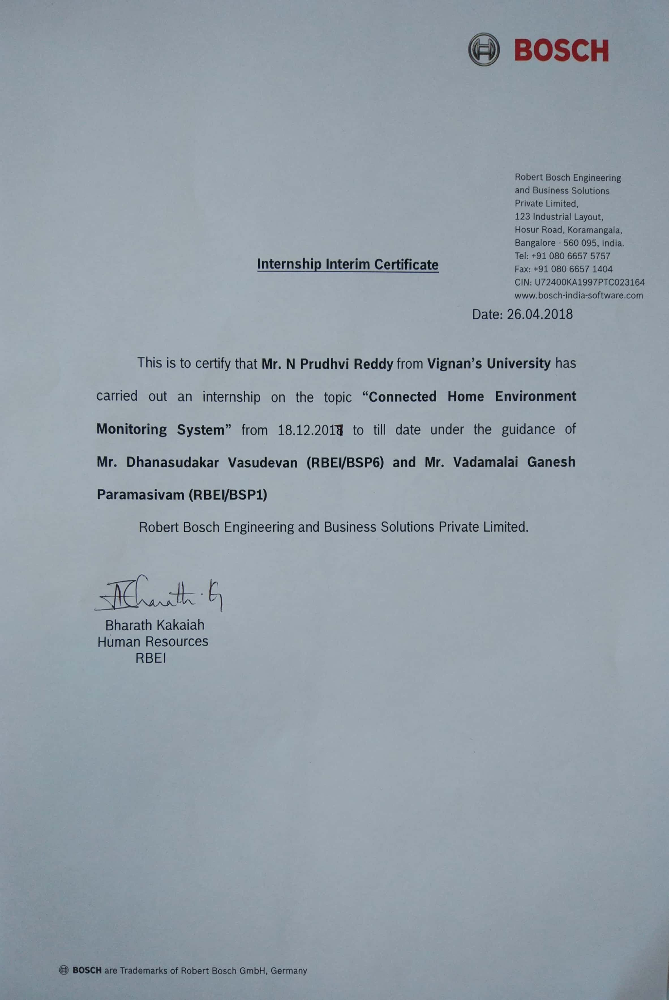 BOSCH
Robert Bosch Engineering
and Business Solutions
Private Limited,
123 Industrial Layout,
Hosur Road, Koramangala,
Bangalore - 560 095, India.
Tel: +91 080 6657 5757
Fax: +91 080 6657 1404
CIN: U72400KA1997PTC023164
www.bosch-india-software.com
Internship Interim Certificate
Date: 26.04.2018
This is to certify that Mr. N Prudhvi Reddy from Vignan's University has
carried out an internship on the topic “Connected Home Environment
Monitoring System” from 18.12.2017 to till date under the guidance of
Mr. Dhanasudakar Vasudevan (RBEI/BSP6) and Mr. Vadamalai Ganesh
Paramasivam (RBEI/BSP1)
Robert Bosch Engineering and Business Solutions Private Limited.
Bharath Kakaiah
Human Resources
RBEI
BOSCH are Trademarks of Robert Bosch GmbH, Germany